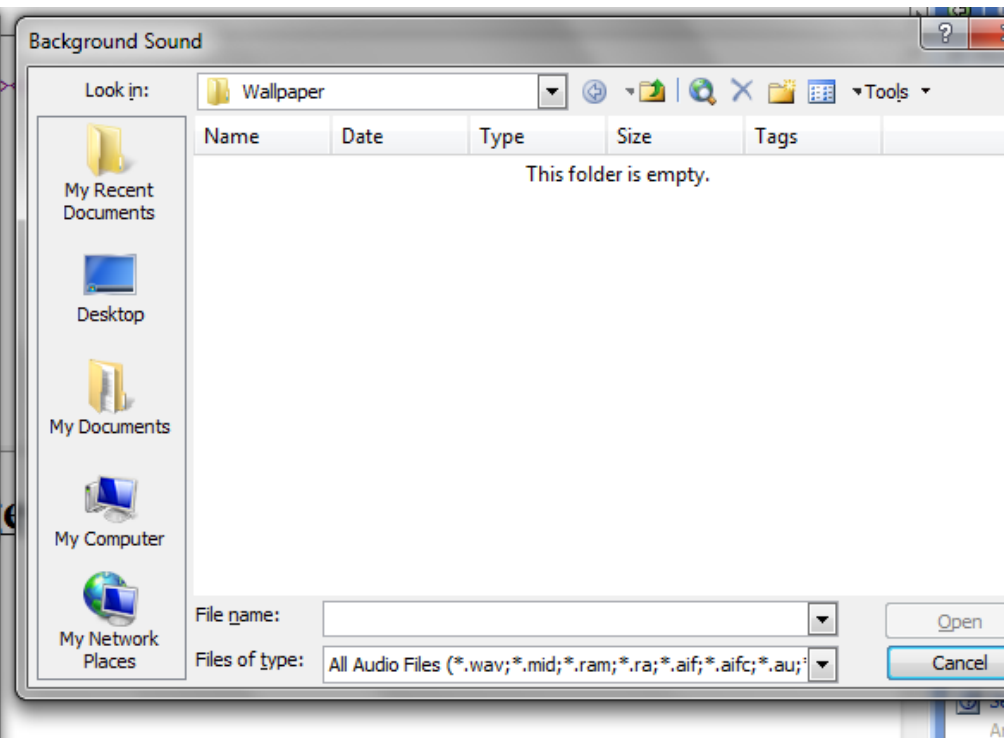 Background Sound
?
Look in:
Wallpaper
Tools
Name Date Type Size Tags
This folder is empty.
My Recent
Documents
Desktop
My Documents
My Computer
My Network
Places
File name:
Open
Files of type:
All Audio Files (*.wav;*.mid;*.ram;*.ra;*.aif;*.aifc;*.au;
Cancel